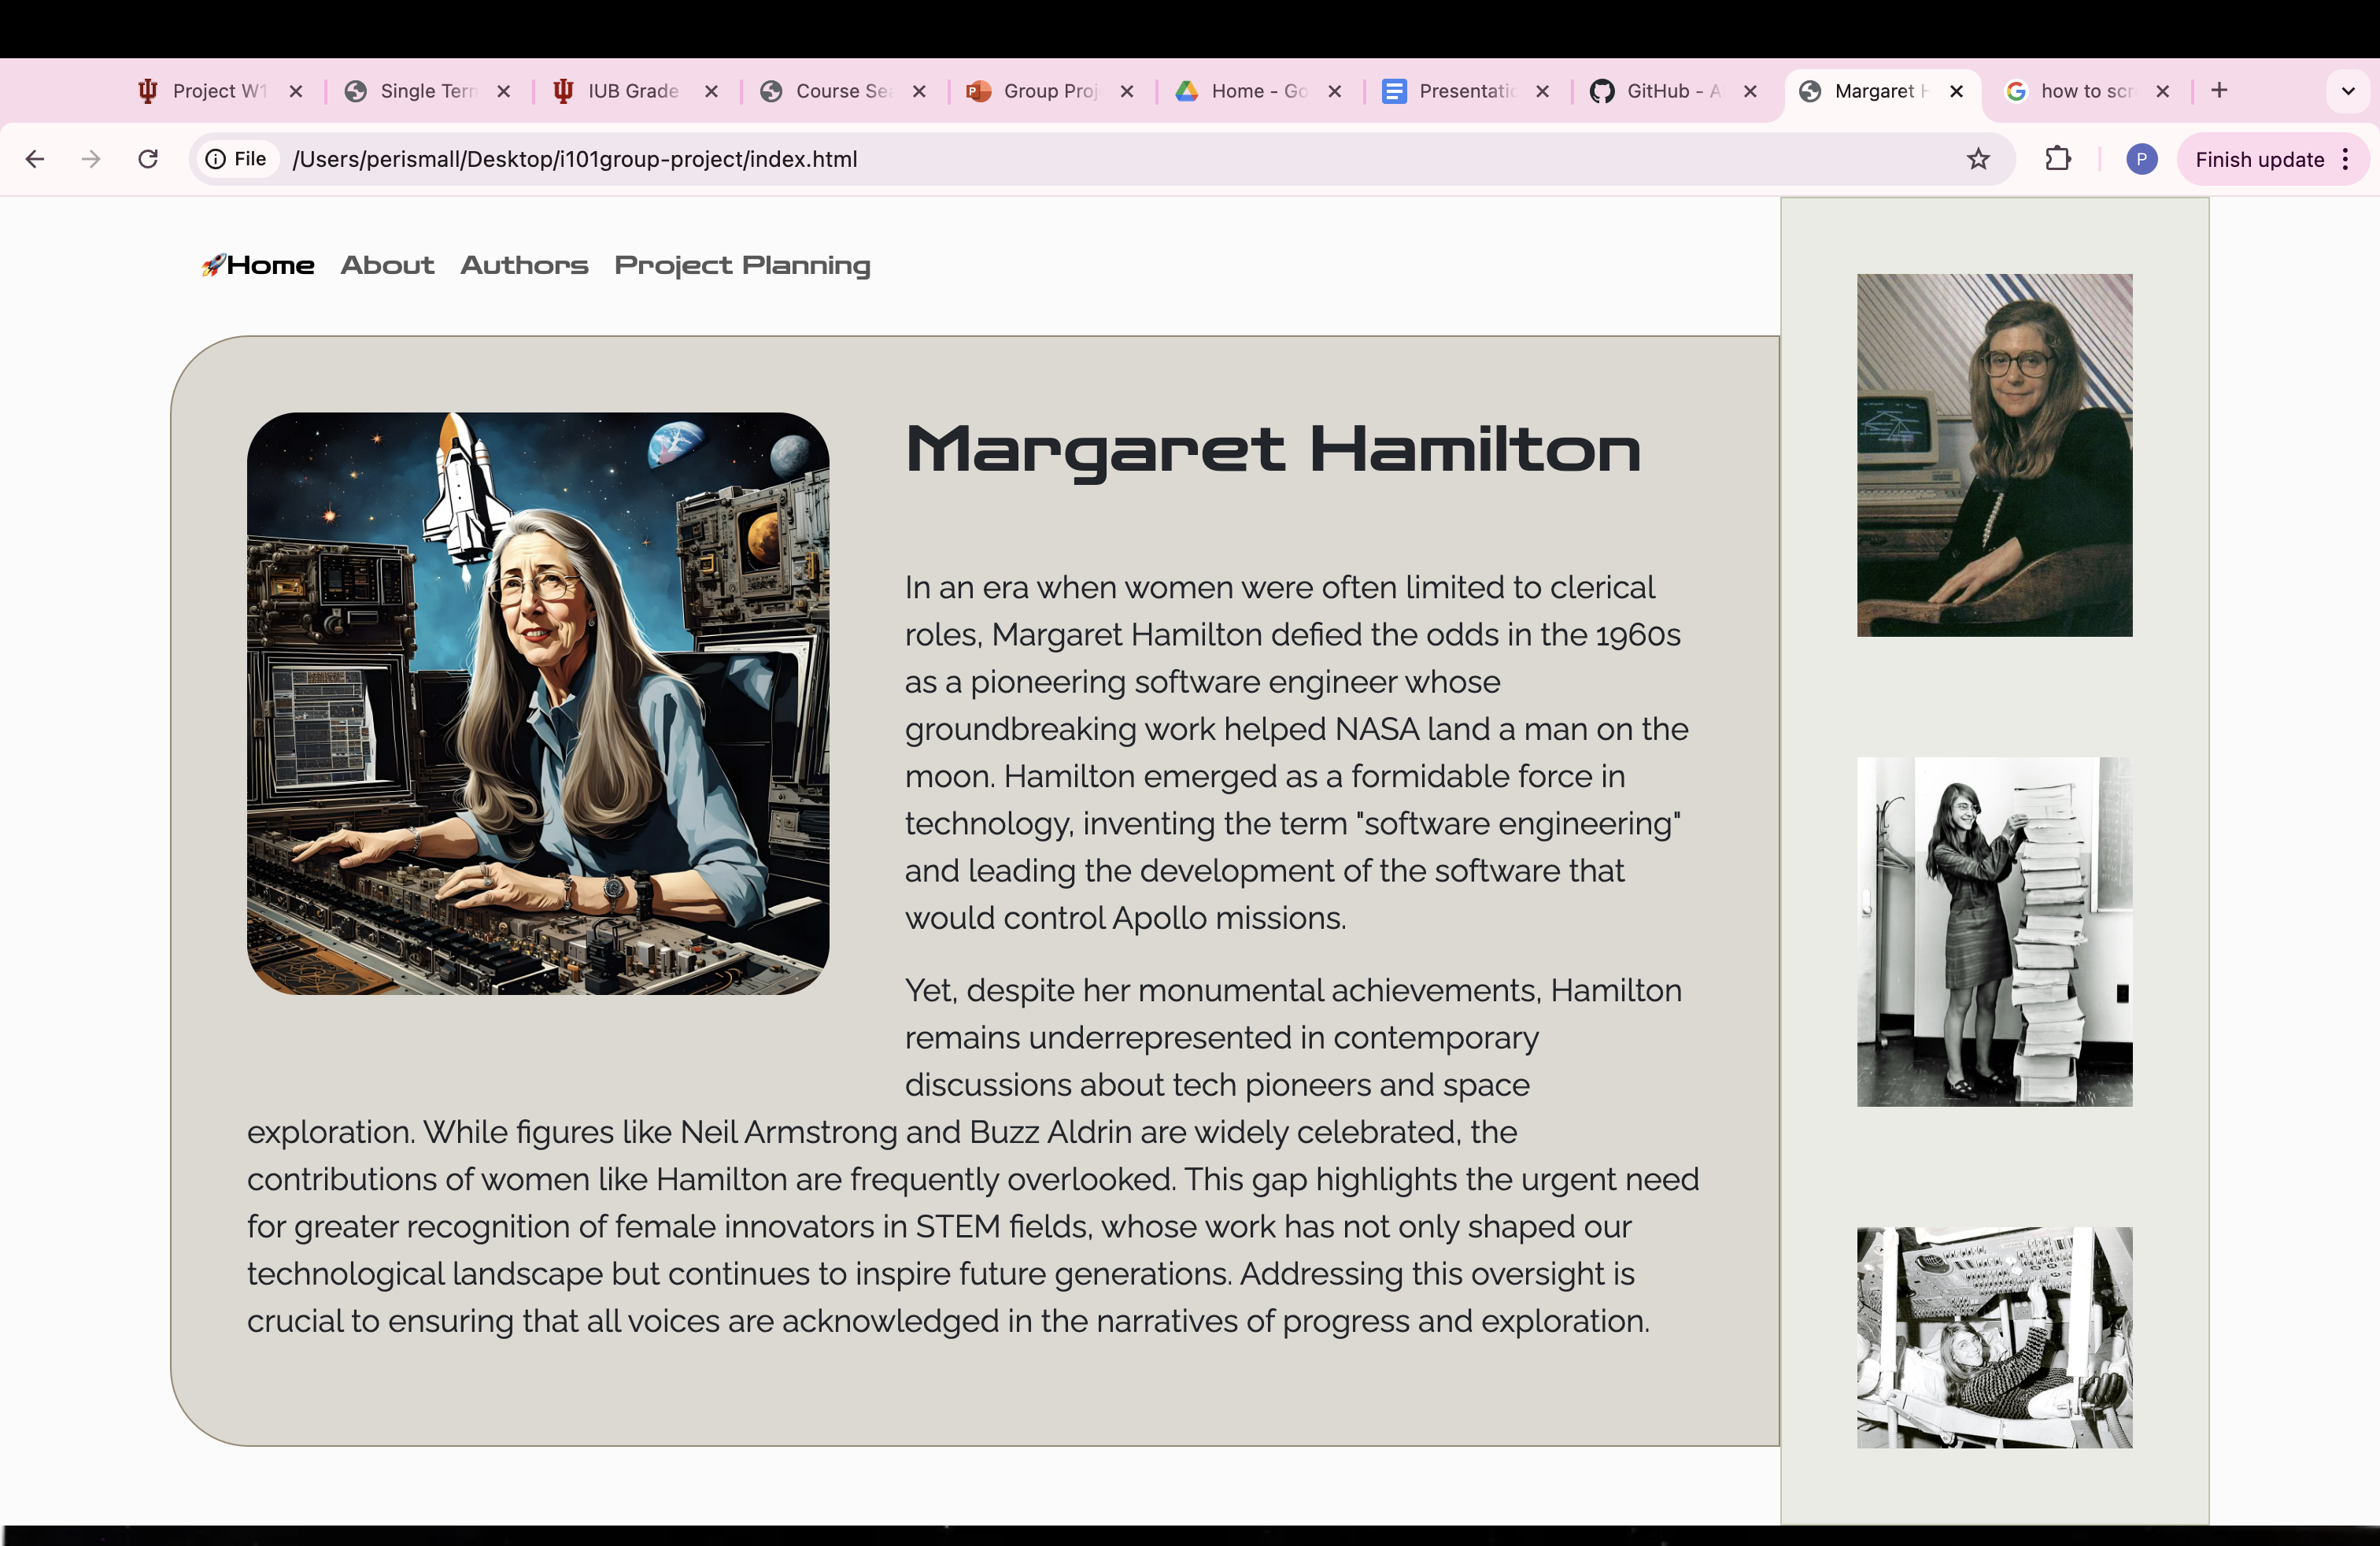 Project W1
Single Tern
IUB Grade
Course Se
Group Proj
Home - Go
Presentatic
GitHub - A
Margaret H
how to scr
File
/Users/perismall/Desktop/i101group-project/index.html
P
Finish update
🚀Home
About
Authors
Project Planning
Margaret Hamilton
In an era when women were often limited to clerical
roles, Margaret Hamilton defied the odds in the 1960s
as a pioneering software engineer whose
groundbreaking work helped NASA land a man on the
moon. Hamilton emerged as a formidable force in
technology, inventing the term "software engineering"
and leading the development of the software that
would control Apollo missions.
Yet, despite her monumental achievements, Hamilton
remains underrepresented in contemporary
discussions about tech pioneers and space
exploration. While figures like Neil Armstrong and Buzz Aldrin are widely celebrated, the
contributions of women like Hamilton are frequently overlooked. This gap highlights the urgent need
for greater recognition of female innovators in STEM fields, whose work has not only shaped our
technological landscape but continues to inspire future generations. Addressing this oversight is
crucial to ensuring that all voices are acknowledged in the narratives of progress and exploration.